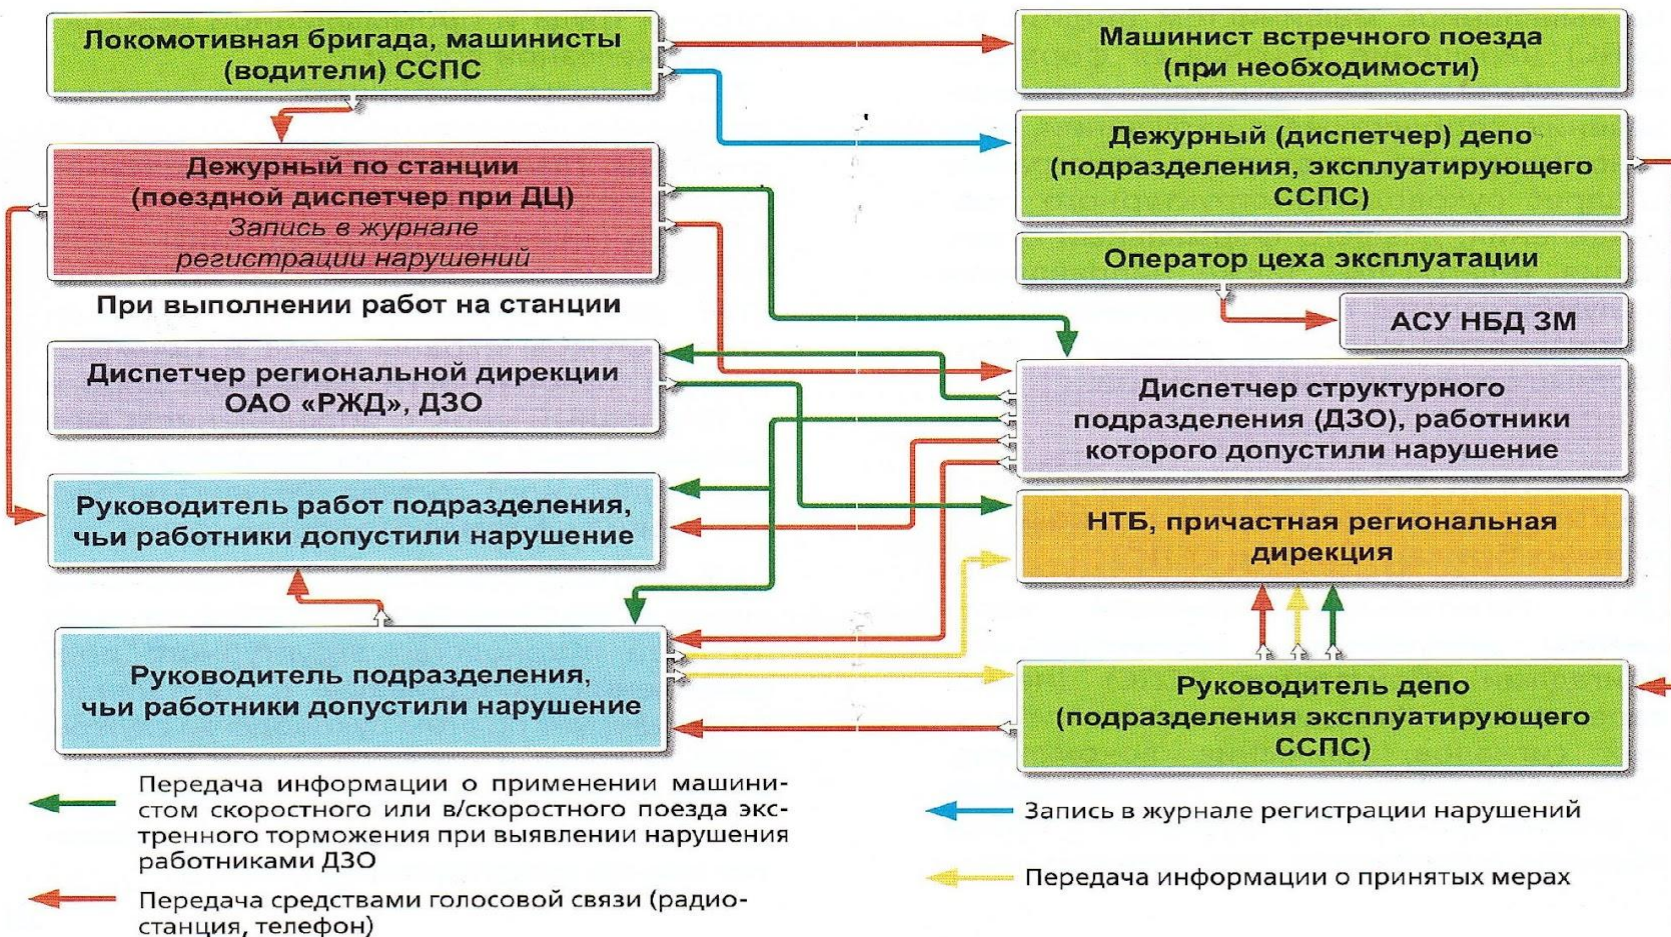 Локомотивная бригада, машинисты
(водители) ССПС
Машинист встречного поезда
(при необходимости)
Дежурный по станции
(поездной диспетчер при ДЦ)
Запись в журнале
регистрации нарушений
Дежурный (диспетчер) депо
(подразделения, эксплуатирующего
ССПС)
Оператор цеха эксплуатации
При выполнении работ на станции
АСУ НБД ЗМ
Диспетчер региональной дирекции
ОАО «РЖД», ДЗО
Диспетчер структурного
подразделения (ДЗО), работники
которого допустили нарушение
Руководитель работ подразделения,
чьи работники допустили нарушение
НТБ, причастная региональная
дирекция
Руководитель подразделения,
чьи работники допустили нарушение
Руководитель депо
(подразделения эксплуатирующего
ССПС)
Передача информации о применении машини-
стом скоростного или в/скоростного поезда экс-
тренного торможения при выявлении нарушения
работниками ДЗО
Передача средствами голосовой связи (радио-
станция, телефон)
Запись в журнале регистрации нарушений
Передача информации о принятых мерах